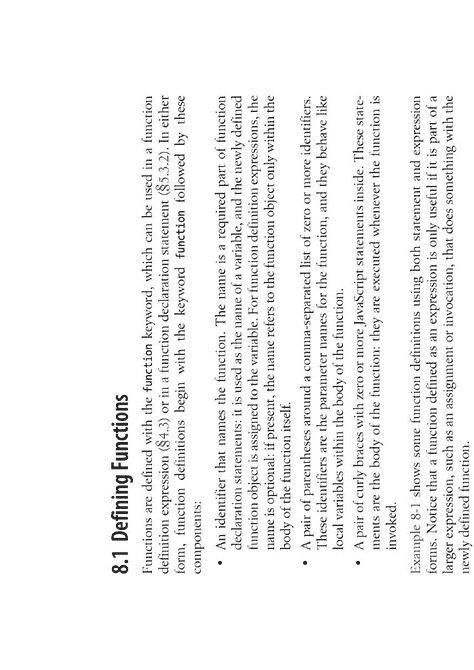 8.1 Defining Functions
Functions are defined with the function keyword, which can be used in a function
definition expression (§4.3) or in a function declaration statement (§5.3.2). In either
form, function definitions begin with the keyword function followed by these
components:
• An identifier that names the function. The name is a required part of function
declaration statements: it is used as the name of a variable, and the newly defined
function object is assigned to the variable. For function definition expressions, the
name is optional: if present, the name refers to the function object only within the
body of the function itself.
• A pair of parentheses around a comma-separated list of zero or more identifiers.
These identifiers are the parameter names for the function, and they behave like
local variables within the body of the function.
• A pair of curly braces with zero or more JavaScript statements inside. These state-
ments are the body of the function: they are executed whenever the function is
invoked.
Example 8-1 shows some function definitions using both statement and expression
forms. Notice that a function defined as an expression is only useful if it is part of a
larger expression, such as an assignment or invocation, that does something with the
newly defined function.